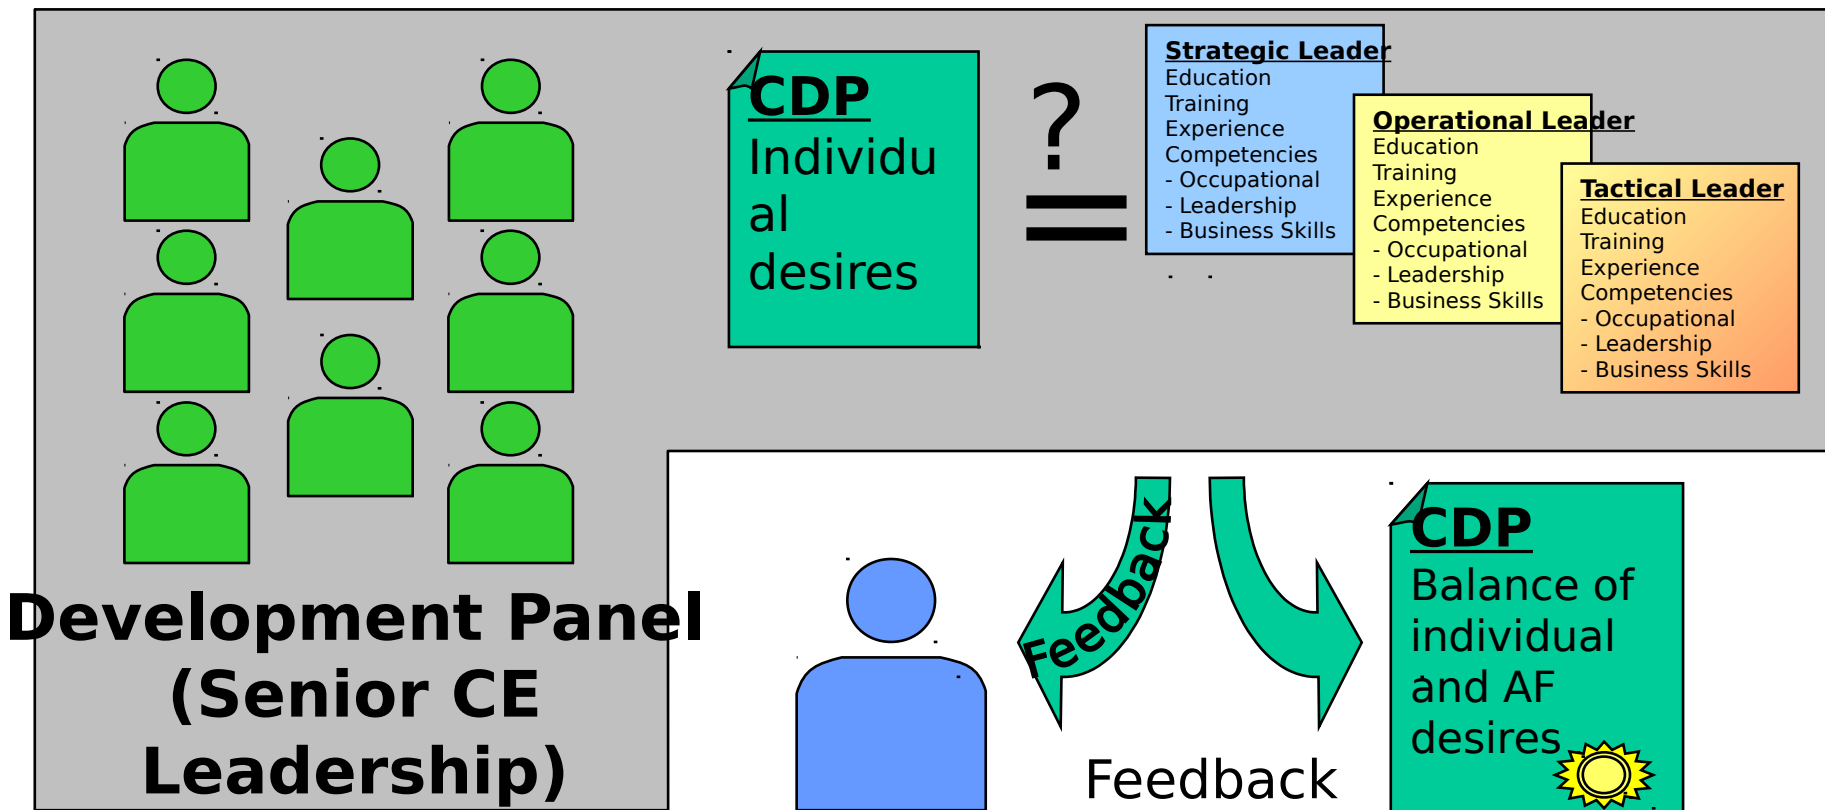 CDP
Individu
al
desires
?
=
Strategic Leader
Education
Training
Experience
Competencies
- Occupational
- Leadership
- Business Skills
Operational Leader
Education
Training
Experience
Competencies
- Occupational
- Leadership
- Business Skills
Tactical Leader
Education
Training
Experience
Competencies
- Occupational
- Leadership
- Business Skills
Development Panel
(Senior CE
Leadership)
Feedback
Feedback
CDP
Balance of
individual
and AF
desires